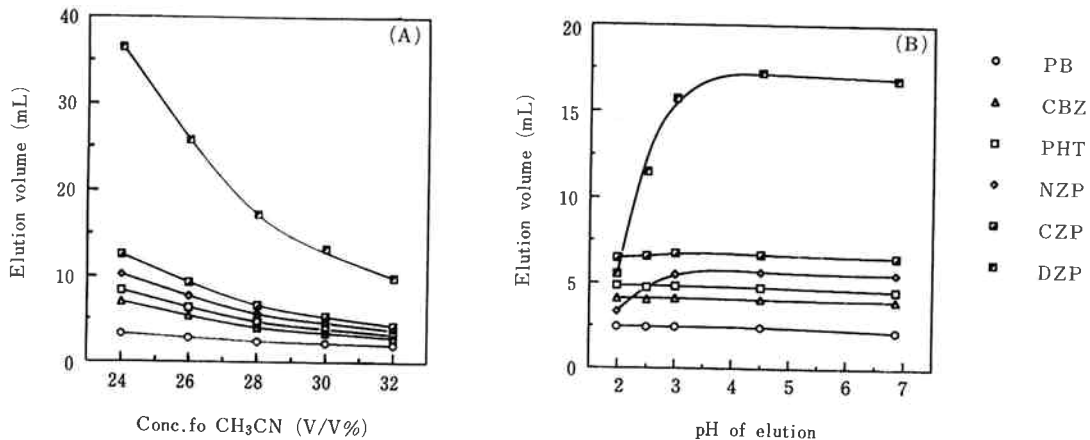 (A)
40
30
20
10
0
24 26 28 30 32
Elution volume (mL)
Conc.fo CH₃CN (V/V%)
(B)
20
15
10
5
0
2 3 4 5 6 7
Elution volume (mL)
pH of elution
PB
CBZ
PHT
NZP
CZP
DZP